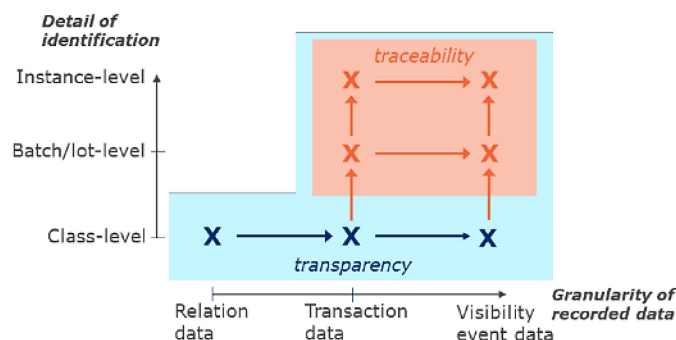 Detail of
identification
traceability
Instance-level
X
X
Batch/lot-level
X
X
Class-level
X
X
X
transparency
Relation
data
Transaction
data
Visibility
event data
Granularity of
recorded data